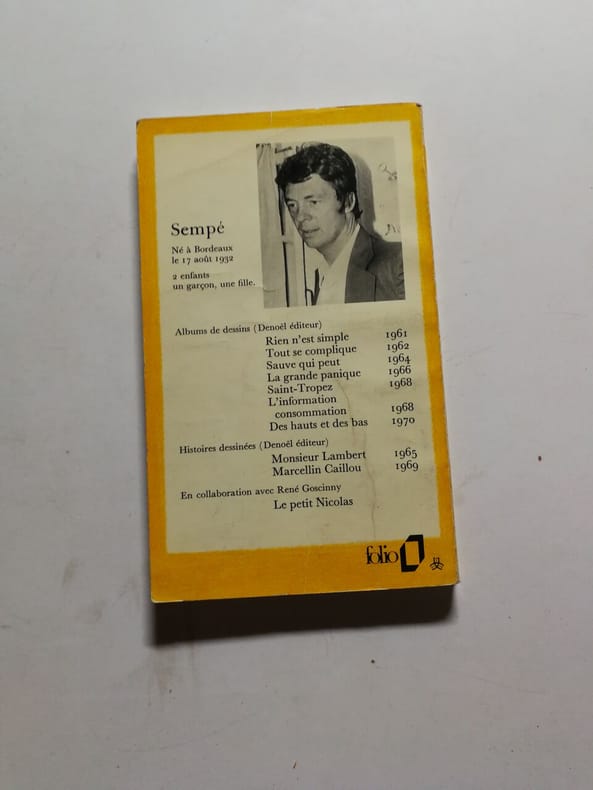 Sempé
Né à Bordeaux
le 17 août 1932
2 enfants
un garçon, une fille.
Albums de dessins (Denoël éditeur)
Rien n'est simple 1961
Tout se complique 1962
Sauve qui peut 1964
La grande panique 1966
Saint-Tropez 1968
L'information
consommation 1968
Des hauts et des bas 1970
Histoires dessinées (Denoël éditeur)
Monsieur Lambert 1965
Marcellin Caillou 1969
En collaboration avec René Goscinny
Le petit Nicolas
folio